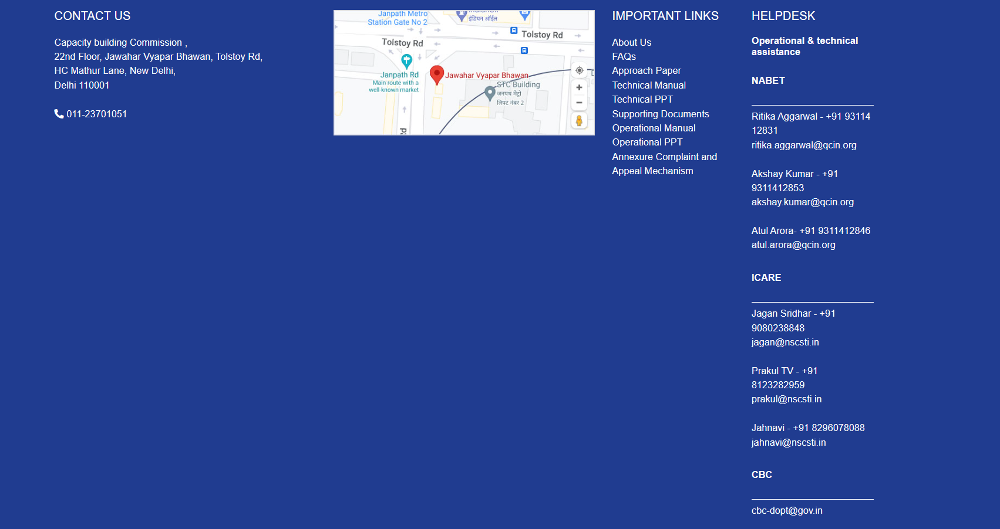 CONTACT US
Capacity building Commission ,
22nd Floor, Jawahar Vyapar Bhawan, Tolstoy Rd,
HC Mathur Lane, New Delhi,
Delhi 110001
011-23701051
Janpath Metro
Station Gate No 2
इंडियन ऑईल
Tolstoy Rd
Tolstoy Rd
Janpath Rd
Main route with a
well-known market
Jawahar Vyapar Bhawan
STC Building
जनपथ मेट्रो
लिफ्ट नंबर 2
IMPORTANT LINKS
About Us
FAQs
Approach Paper
Technical Manual
Technical PPT
Supporting Documents
Operational Manual
Operational PPT
Annexure Complaint and
Appeal Mechanism
HELPDESK
Operational & technical
assistance
NABET
Ritika Aggarwal - +91 93114
12831
ritika.aggarwal@qcin.org
Akshay Kumar - +91
9311412853
akshay.kumar@qcin.org
Atul Arora- +91 9311412846
atul.arora@qcin.org
ICARE
Jagan Sridhar - +91
9080238848
jagan@nscsti.in
Prakul TV - +91
8123282959
prakul@nscsti.in
Jahnavi - +91 8296078088
jahnavi@nscsti.in
CBC
cbc-dopt@gov.in